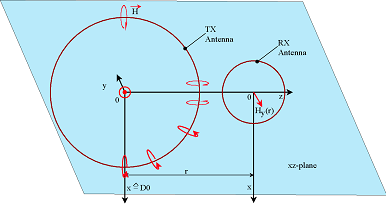 H
TX
Antenna
RX
Antenna
y
0
0
z
Hy(r)
xz-plane
r
x ≙ D0
x